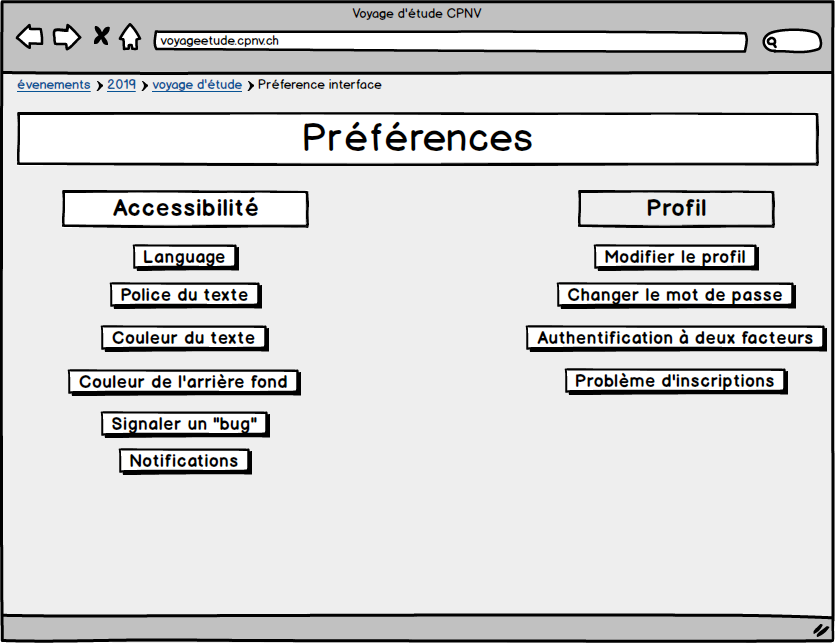 Voyage d'étude CPNV
voyageetude.cpnv.ch
évenements > 2019 > voyage d'étude > Préference interface
Préférences
Accessibilité
Language
Police du texte
Couleur du texte
Couleur de l'arrière fond
Signaler un "bug"
Notifications
Profil
Modifier le profil
Changer le mot de passe
Authentification à deux facteurs
Problème d'inscriptions